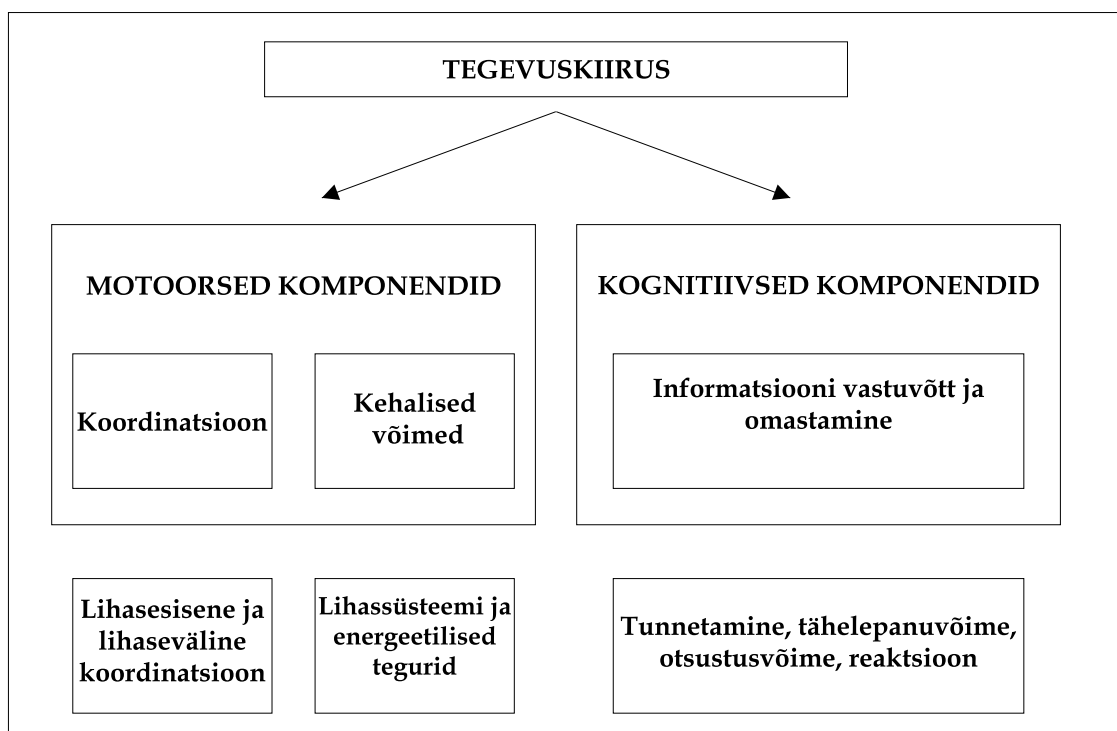 TEGEVUSKIIRUS
MOTOORSED KOMPONENDID
Koordinatsioon
Kehalised
võimed
KOGNITIIVSED KOMPONENDID
Informatsiooni vastuvõtt ja
omastamine
Lihasesisene ja
lihaseväline
koordinatsioon
Lihassüsteemi ja
energeetilised
tegurid
Tunnetamine, tähelepanuvõime,
otsustusvõime, reaktsioon